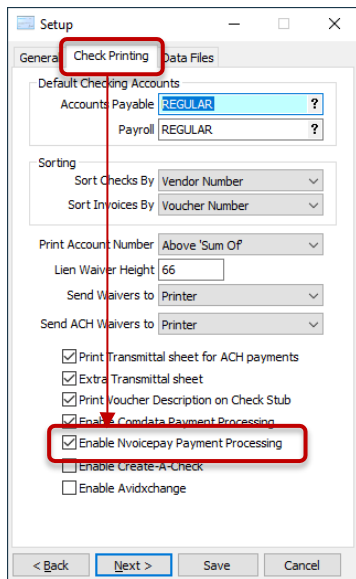 Setup
General Check Printing Data Files
Default Checking Accounts
Accounts Payable REGULAR ?
Payroll REGULAR ?
Sorting
Sort Checks By Vendor Number
Sort Invoices By Voucher Number
Print Account Number Above 'Sum Of'
Lien Waiver Height 66
Send Waivers to Printer
Send ACH Waivers to Printer
Print Transmittal sheet for ACH payments
Extra Transmittal sheet
Print Voucher Description on Check Stub
Enable Comdata Payment Processing
Enable Nvoicepay Payment Processing
Enable Create-A-Check
Enable Avidxchange
< Back Next > Save Cancel